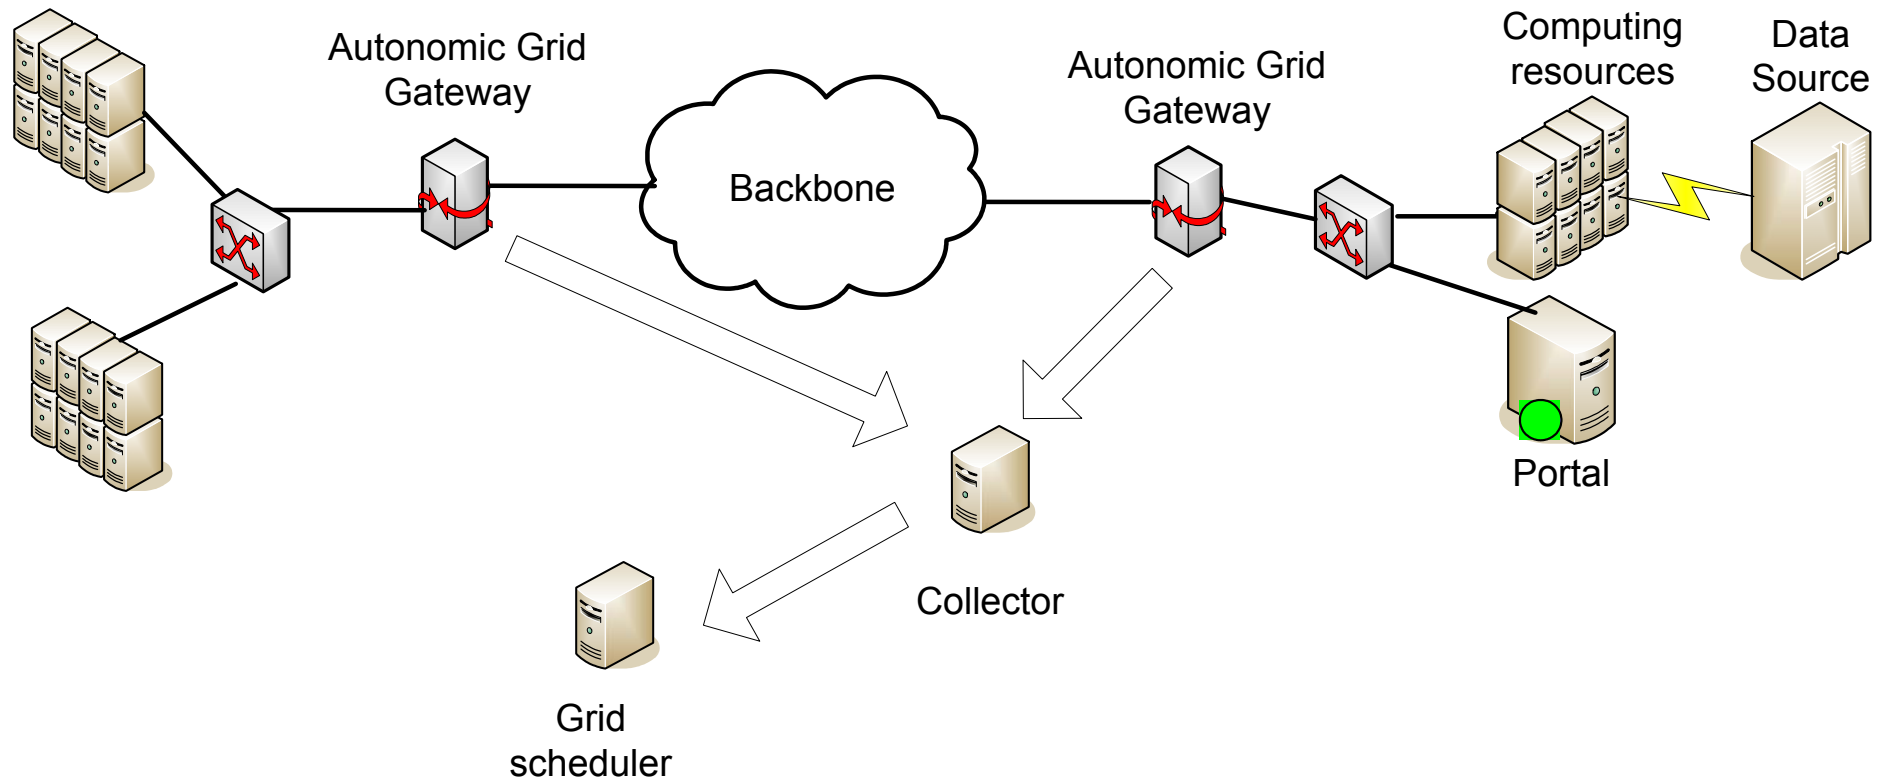 Autonomic Grid
Gateway
Backbone
Autonomic Grid
Gateway
Computing
resources
Data
Source
Portal
Collector
Grid
scheduler